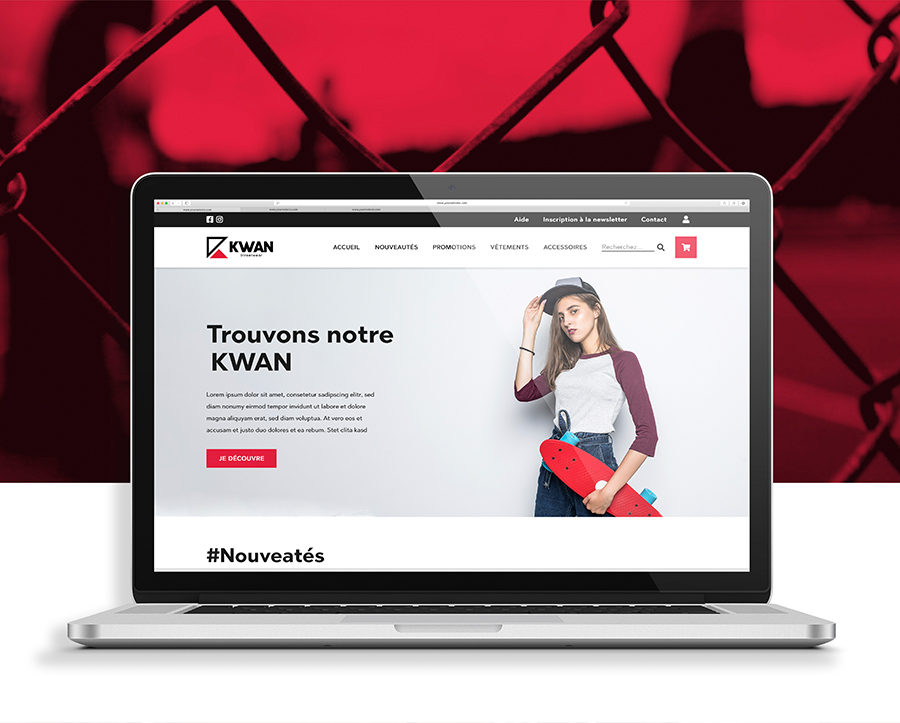 Aide Inscription à la newsletter Contact
KWAN
Streetwear
ACCUEIL NOUVEAUTÉS PROMOTIONS VÊTEMENTS ACCESSOIRES Recherchez...
Trouvons notre
KWAN
Lorem ipsum dolor sit amet, consetetur sadipscing elitr, sed
diam nonumy eirmod tempor invidunt ut labore et dolore
magna aliquyam erat, sed diam voluptua. At vero eos et
accusam et justo duo dolores et ea rebum. Stet clita kasd
JE DÉCOUVRE
#Nouveatés